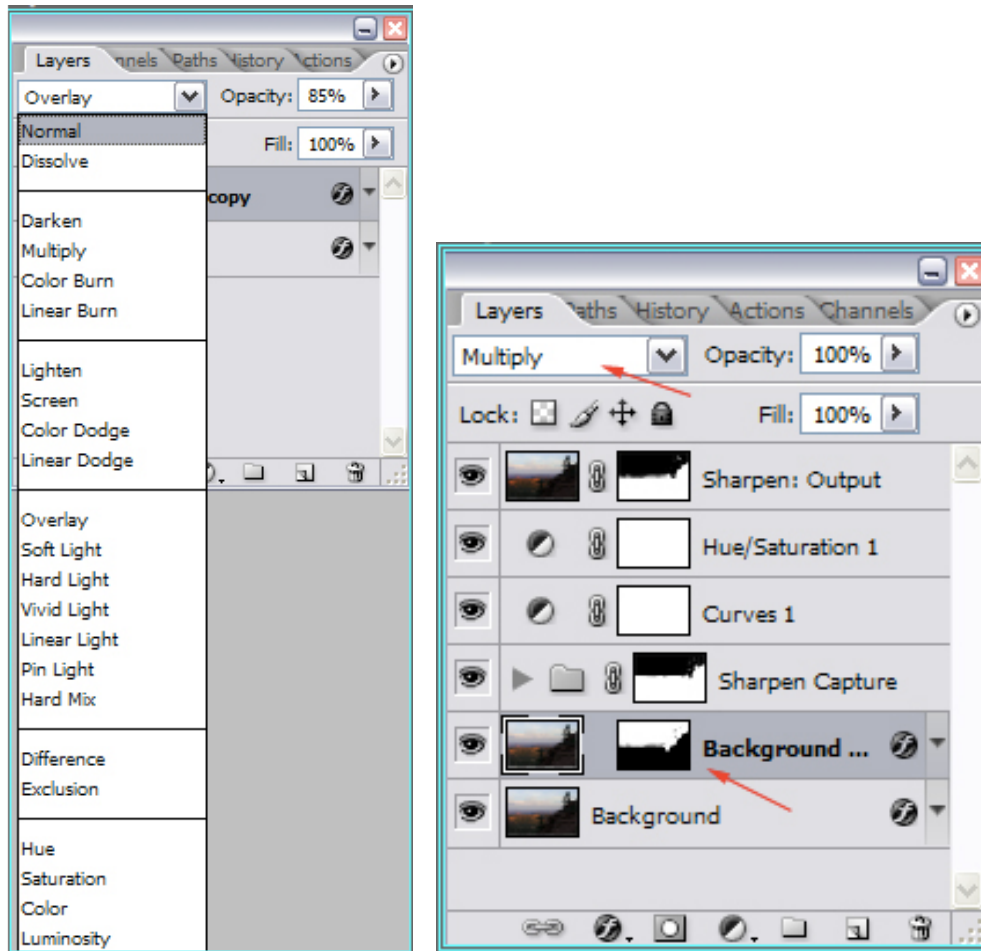 Layers nnels Paths History Actions
Overlay Opacity: 85%
Normal Fill: 100%
Dissolve
copy
Darken
Multiply
Color Burn
Linear Burn
Lighten
Screen
Color Dodge
Linear Dodge
Overlay
Soft Light
Hard Light
Vivid Light
Linear Light
Pin Light
Hard Mix
Difference
Exclusion
Hue
Saturation
Color
Luminosity
Layers aths History Actions Channels
Multiply Opacity: 100%
Lock: Fill: 100%
Sharpen: Output
Hue/Saturation 1
Curves 1
Sharpen Capture
Background ...
Background